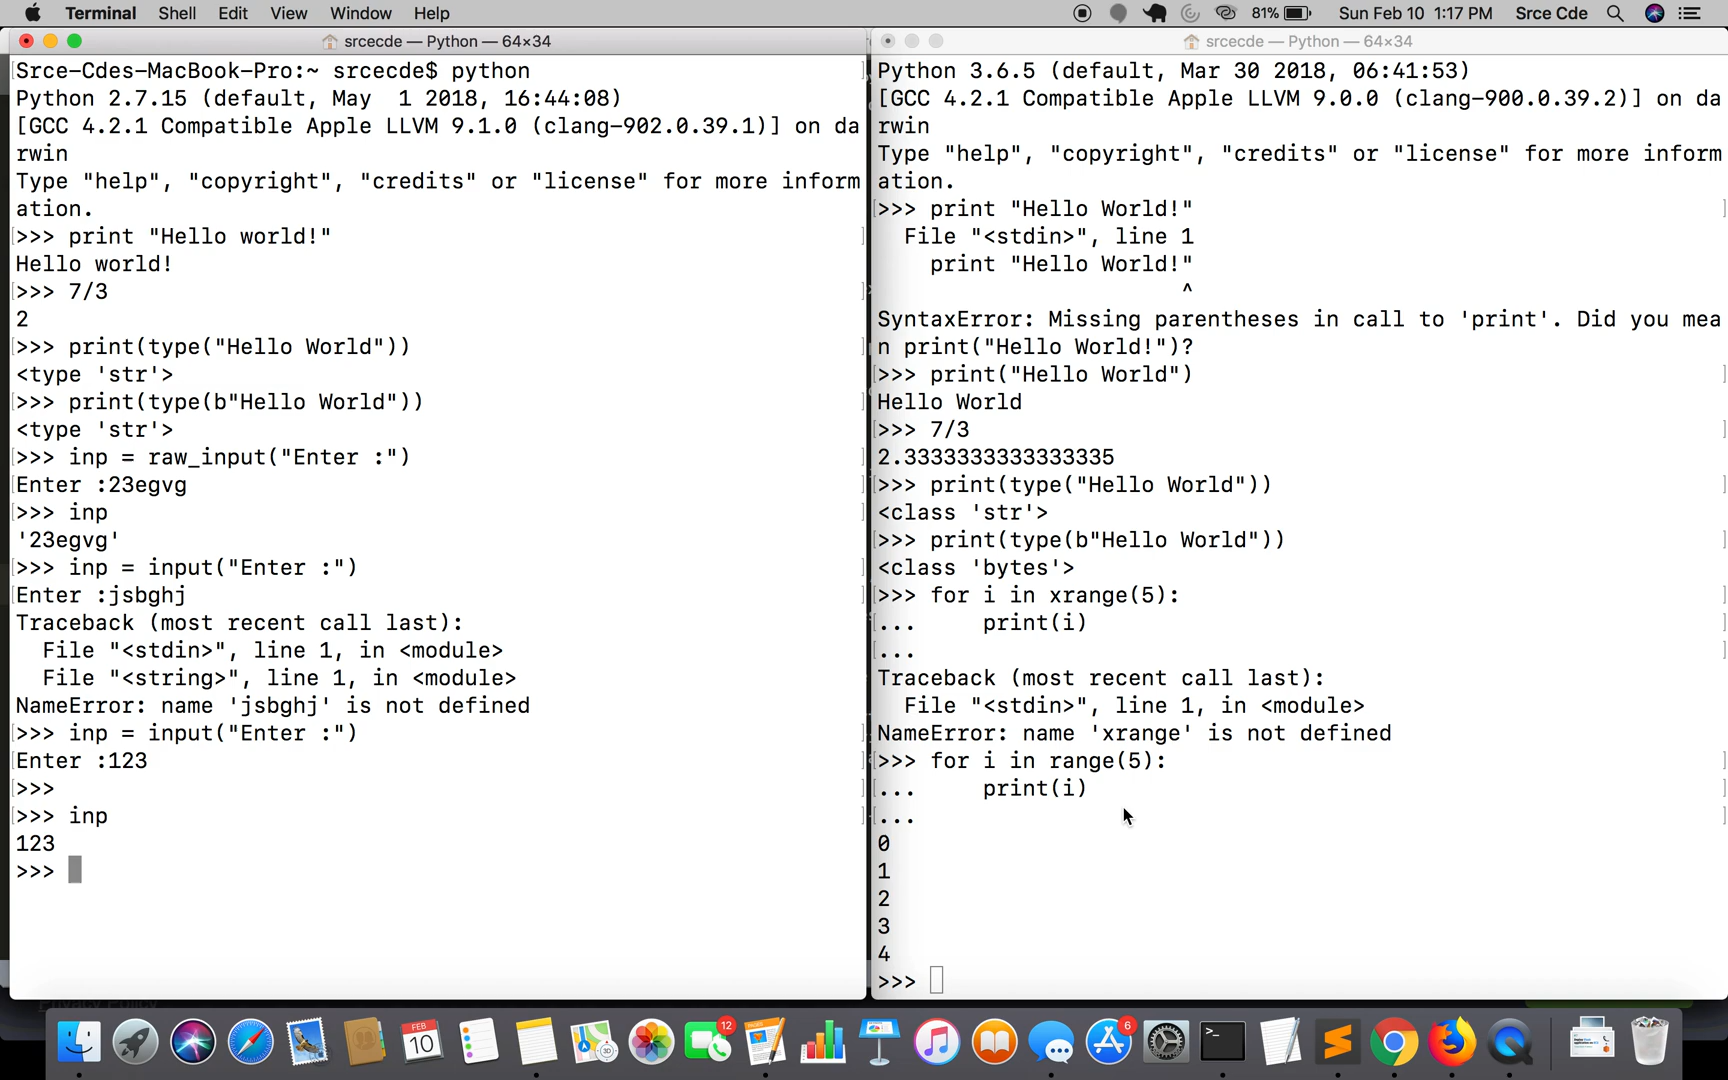 Terminal Shell Edit View Window Help 81% Sun Feb 10 1:17 PM Srce Cde
srcecde — Python — 64×34
Srce-Cdes-MacBook-Pro:~ srcecde$ python
Python 2.7.15 (default, May  1 2018, 16:44:08)
[GCC 4.2.1 Compatible Apple LLVM 9.1.0 (clang-902.0.39.1)] on da
rwin
Type "help", "copyright", "credits" or "license" for more inform
ation.
>>> print "Hello world!"
Hello world!
>>> 7/3
2
>>> print(type("Hello World"))
<type 'str'>
>>> print(type(b"Hello World"))
<type 'str'>
>>> inp = raw_input("Enter :")
Enter :23egvg
>>> inp
'23egvg'
>>> inp = input("Enter :")
Enter :jsbghj
Traceback (most recent call last):
  File "<stdin>", line 1, in <module>
  File "<string>", line 1, in <module>
NameError: name 'jsbghj' is not defined
>>> inp = input("Enter :")
Enter :123
>>>
>>> inp
123
>>>
srcecde — Python — 64×34
Python 3.6.5 (default, Mar 30 2018, 06:41:53)
[GCC 4.2.1 Compatible Apple LLVM 9.0.0 (clang-900.0.39.2)] on da
rwin
Type "help", "copyright", "credits" or "license" for more inform
ation.
>>> print "Hello World!"
  File "<stdin>", line 1
    print "Hello World!"
                       ^
SyntaxError: Missing parentheses in call to 'print'. Did you mea
n print("Hello World!")?
>>> print("Hello World")
Hello World
>>> 7/3
2.3333333333333335
>>> print(type("Hello World"))
<class 'str'>
>>> print(type(b"Hello World"))
<class 'bytes'>
>>> for i in xrange(5):
...     print(i)
...
Traceback (most recent call last):
  File "<stdin>", line 1, in <module>
NameError: name 'xrange' is not defined
>>> for i in range(5):
...     print(i)
...
0
1
2
3
4
>>>
Privacy Policy
FEB
10
3D
12
PAGES
6
>_